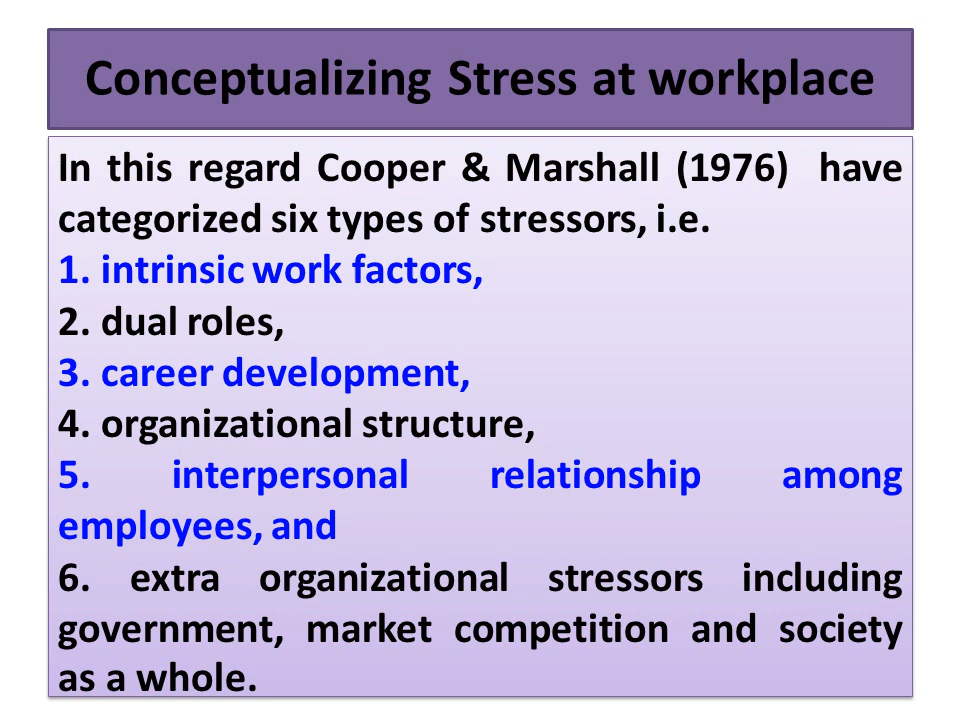 Conceptualizing Stress at workplace
In this regard Cooper & Marshall (1976) have
categorized six types of stressors, i.e.
1. intrinsic work factors,
2. dual roles,
3. career development,
4. organizational structure,
5. interpersonal relationship among
employees, and
6. extra organizational stressors including
government, market competition and society
as a whole.